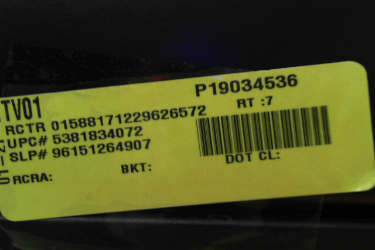 TV01
P19034536
RCTR 01588171229626572
RT :7
UPC# 5381834072
SLP# 96151264907
RCRA:
BKT:
DOT CL: